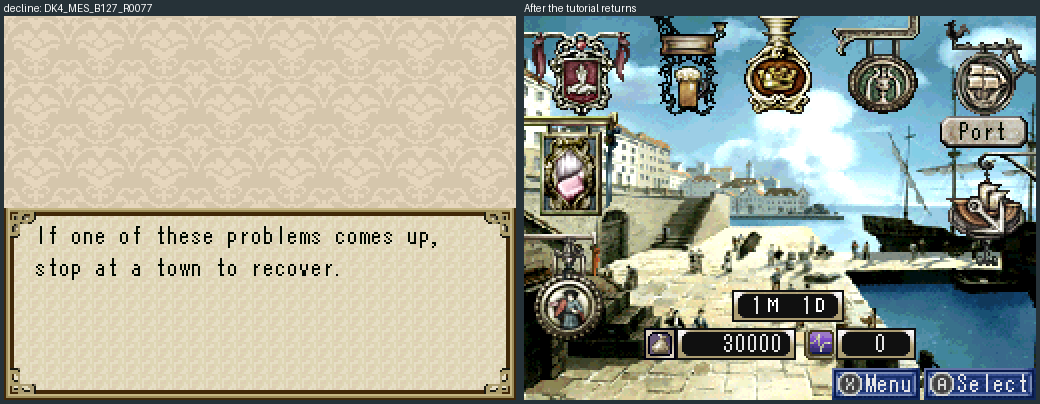 decline: DK4_MES_B127_R0077
After the tutorial returns
If one of these problems comes up,
stop at a town to recover.
Port
1M 1D
30000
0
X Menu
A Select